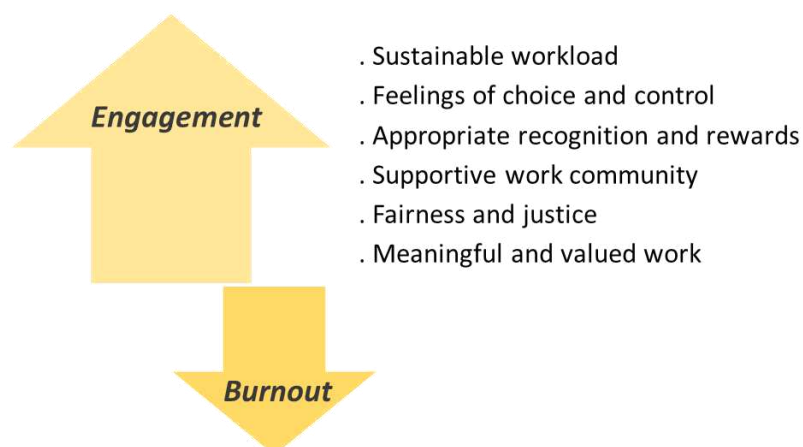 Engagement
. Sustainable workload
. Feelings of choice and control
. Appropriate recognition and rewards
. Supportive work community
. Fairness and justice
. Meaningful and valued work
Burnout